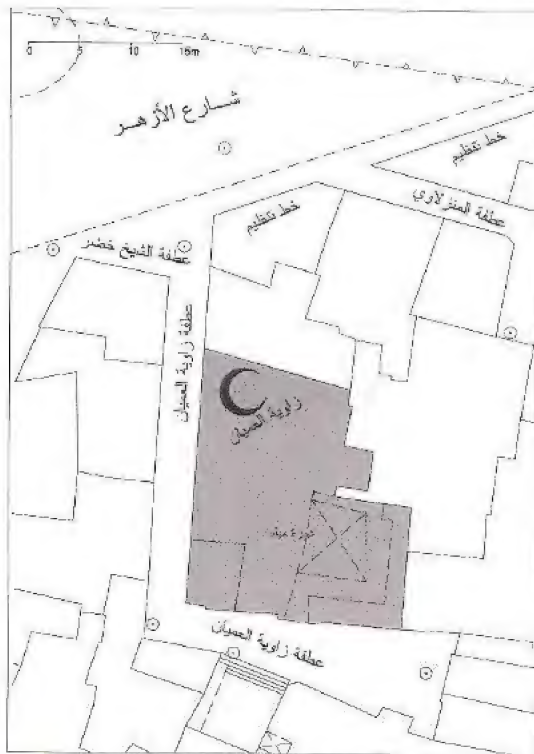 0 5 10 15m
شارع الأزهر
خط تنظيم
عطفة المنزلاوي
خط تنظيم
عطفة الشيخ خضر
عطفة زاوية العميان
زاوية العميان
عطفة زاوية العميان